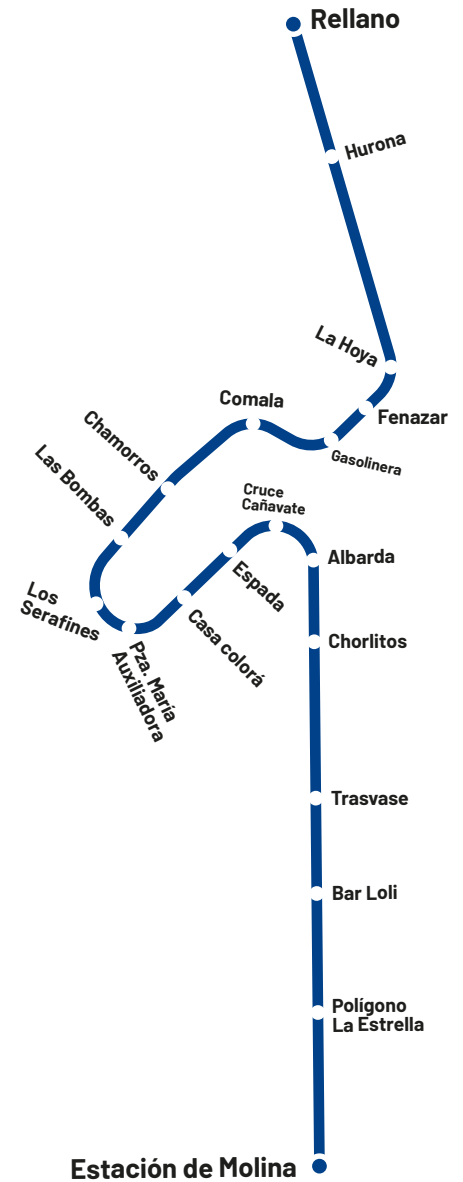 Rellano
Hurona
La Hoya
Fenazar
Gasolinera
Comala
Chamorros
Las Bombas
Los
Serafines
Pza. María
Auxiliadora
Casa colorá
Espada
Cruce
Cañavate
Albarda
Chorlitos
Trasvase
Bar Loli
Polígono
La Estrella
Estación de Molina